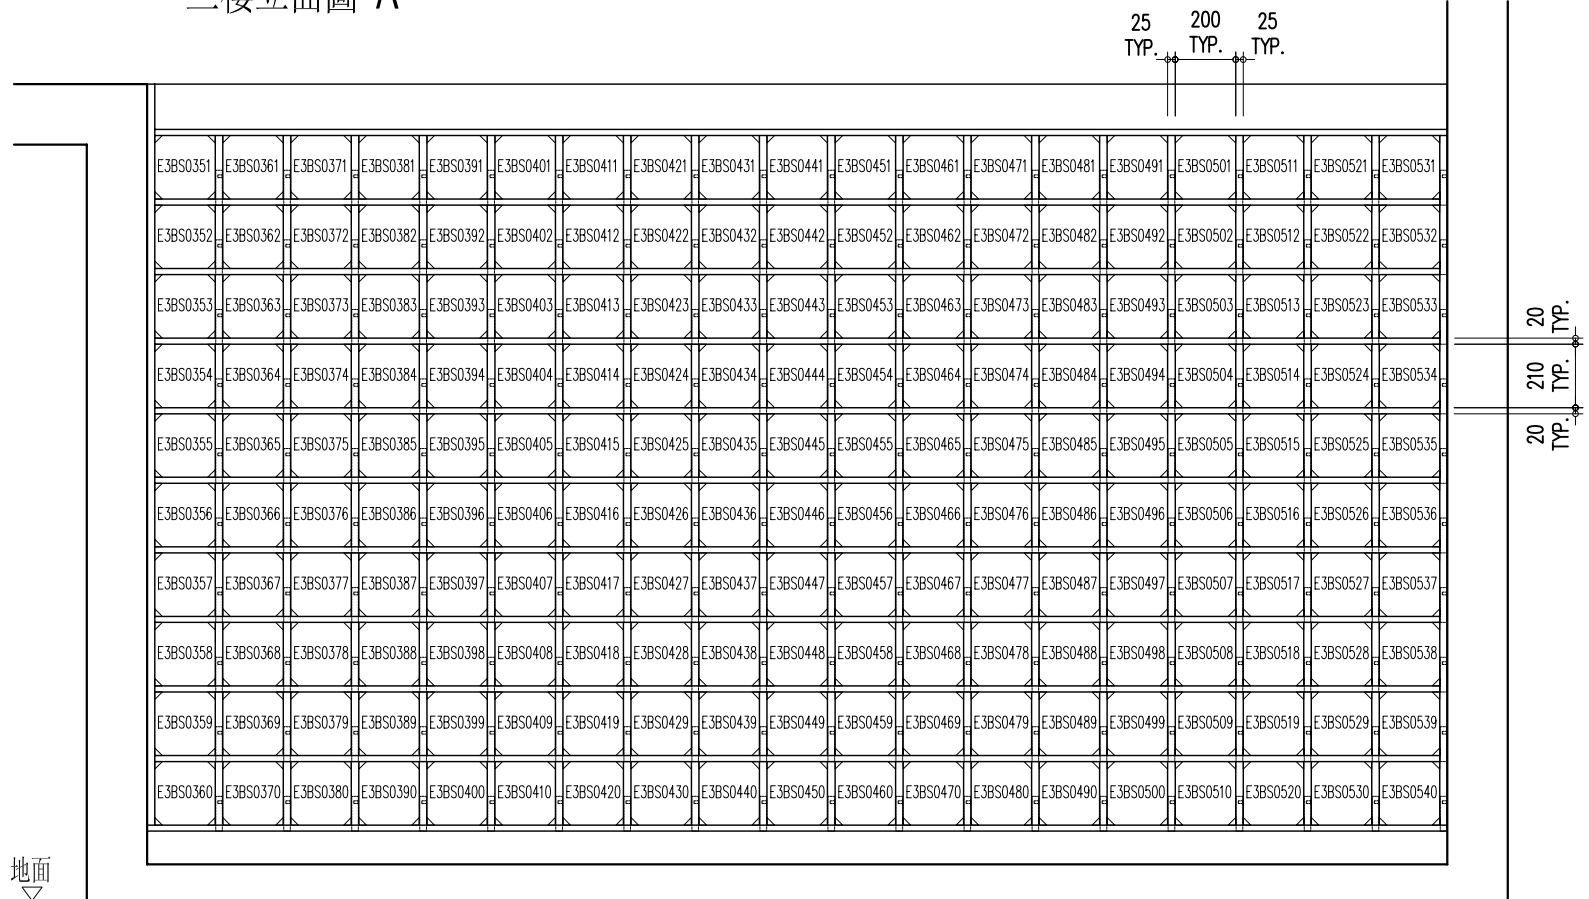 立面圖 A
25 200 25
TYP. TYP. TYP.
E3BS0351 E3BS0361 E3BS0371 E3BS0381 E3BS0391 E3BS0401 E3BS0411 E3BS0421 E3BS0431 E3BS0441 E3BS0451 E3BS0461 E3BS0471 E3BS0481 E3BS0491 E3BS0501 E3BS0511 E3BS0521 E3BS0531
E3BS0352 E3BS0362 E3BS0372 E3BS0382 E3BS0392 E3BS0402 E3BS0412 E3BS0422 E3BS0432 E3BS0442 E3BS0452 E3BS0462 E3BS0472 E3BS0482 E3BS0492 E3BS0502 E3BS0512 E3BS0522 E3BS0532
E3BS0353 E3BS0363 E3BS0373 E3BS0383 E3BS0393 E3BS0403 E3BS0413 E3BS0423 E3BS0433 E3BS0443 E3BS0453 E3BS0463 E3BS0473 E3BS0483 E3BS0493 E3BS0503 E3BS0513 E3BS0523 E3BS0533
E3BS0354 E3BS0364 E3BS0374 E3BS0384 E3BS0394 E3BS0404 E3BS0414 E3BS0424 E3BS0434 E3BS0444 E3BS0454 E3BS0464 E3BS0474 E3BS0484 E3BS0494 E3BS0504 E3BS0514 E3BS0524 E3BS0534
E3BS0355 E3BS0365 E3BS0375 E3BS0385 E3BS0395 E3BS0405 E3BS0415 E3BS0425 E3BS0435 E3BS0445 E3BS0455 E3BS0465 E3BS0475 E3BS0485 E3BS0495 E3BS0505 E3BS0515 E3BS0525 E3BS0535
E3BS0356 E3BS0366 E3BS0376 E3BS0386 E3BS0396 E3BS0406 E3BS0416 E3BS0426 E3BS0436 E3BS0446 E3BS0456 E3BS0466 E3BS0476 E3BS0486 E3BS0496 E3BS0506 E3BS0516 E3BS0526 E3BS0536
E3BS0357 E3BS0367 E3BS0377 E3BS0387 E3BS0397 E3BS0407 E3BS0417 E3BS0427 E3BS0437 E3BS0447 E3BS0457 E3BS0467 E3BS0477 E3BS0487 E3BS0497 E3BS0507 E3BS0517 E3BS0527 E3BS0537
E3BS0358 E3BS0368 E3BS0378 E3BS0388 E3BS0398 E3BS0408 E3BS0418 E3BS0428 E3BS0438 E3BS0448 E3BS0458 E3BS0468 E3BS0478 E3BS0488 E3BS0498 E3BS0508 E3BS0518 E3BS0528 E3BS0538
E3BS0359 E3BS0369 E3BS0379 E3BS0389 E3BS0399 E3BS0409 E3BS0419 E3BS0429 E3BS0439 E3BS0449 E3BS0459 E3BS0469 E3BS0479 E3BS0489 E3BS0499 E3BS0509 E3BS0519 E3BS0529 E3BS0539
E3BS0360 E3BS0370 E3BS0380 E3BS0390 E3BS0400 E3BS0410 E3BS0420 E3BS0430 E3BS0440 E3BS0450 E3BS0460 E3BS0470 E3BS0480 E3BS0490 E3BS0500 E3BS0510 E3BS0520 E3BS0530 E3BS0540
20
TYP.
210
TYP.
20
TYP.
地面